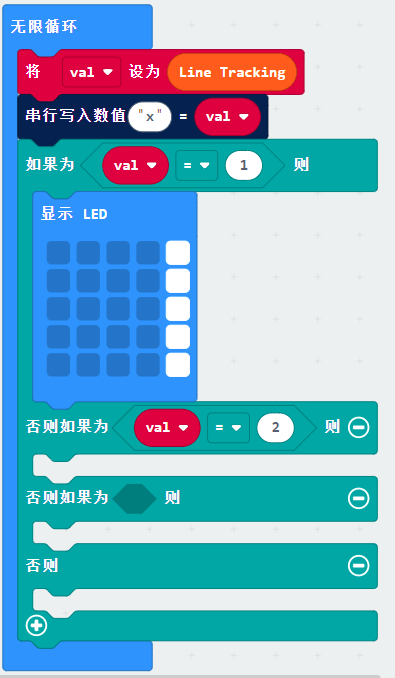 无限循环
将 val 设为 Line Tracking
串行写入数值 "x" = val
如果为 val = 1 则
显示 LED
否则如果为 val = 2 则
否则如果为 则
否则